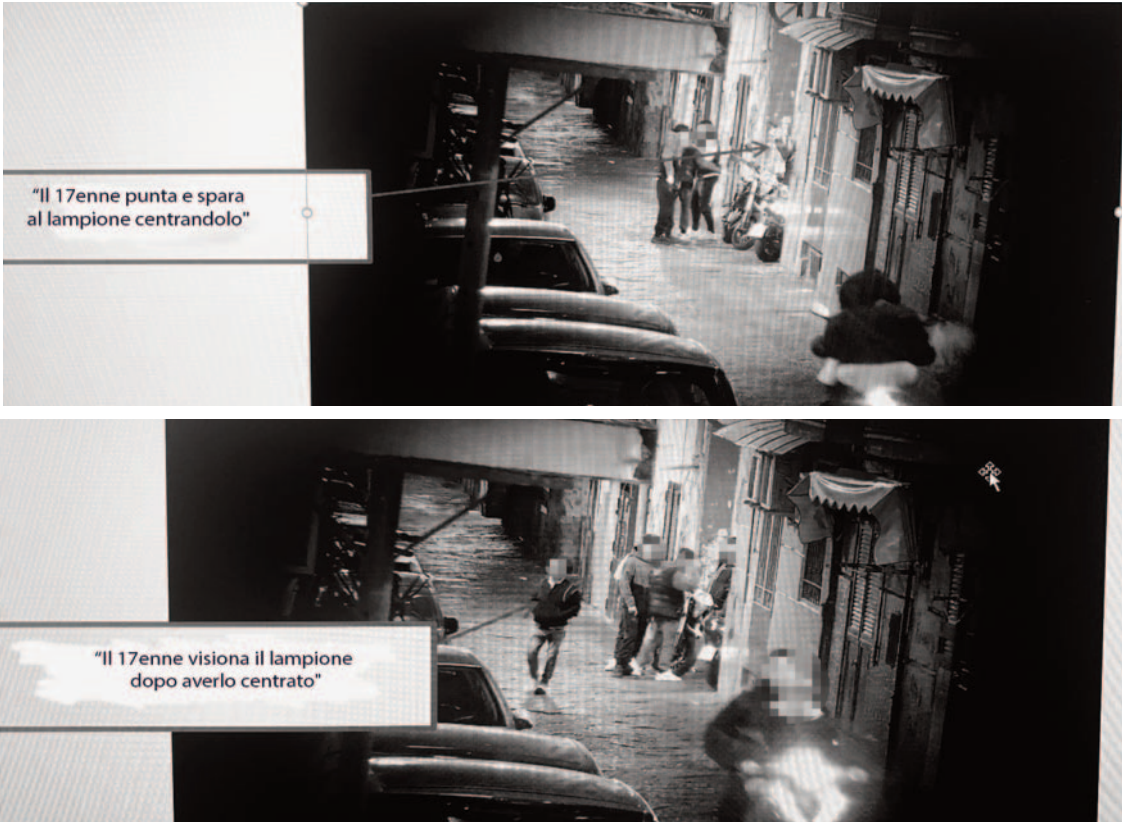 “Il 17enne punta e spara
al lampione centrandolo"
“Il 17enne visiona il lampione
dopo averlo centrato"